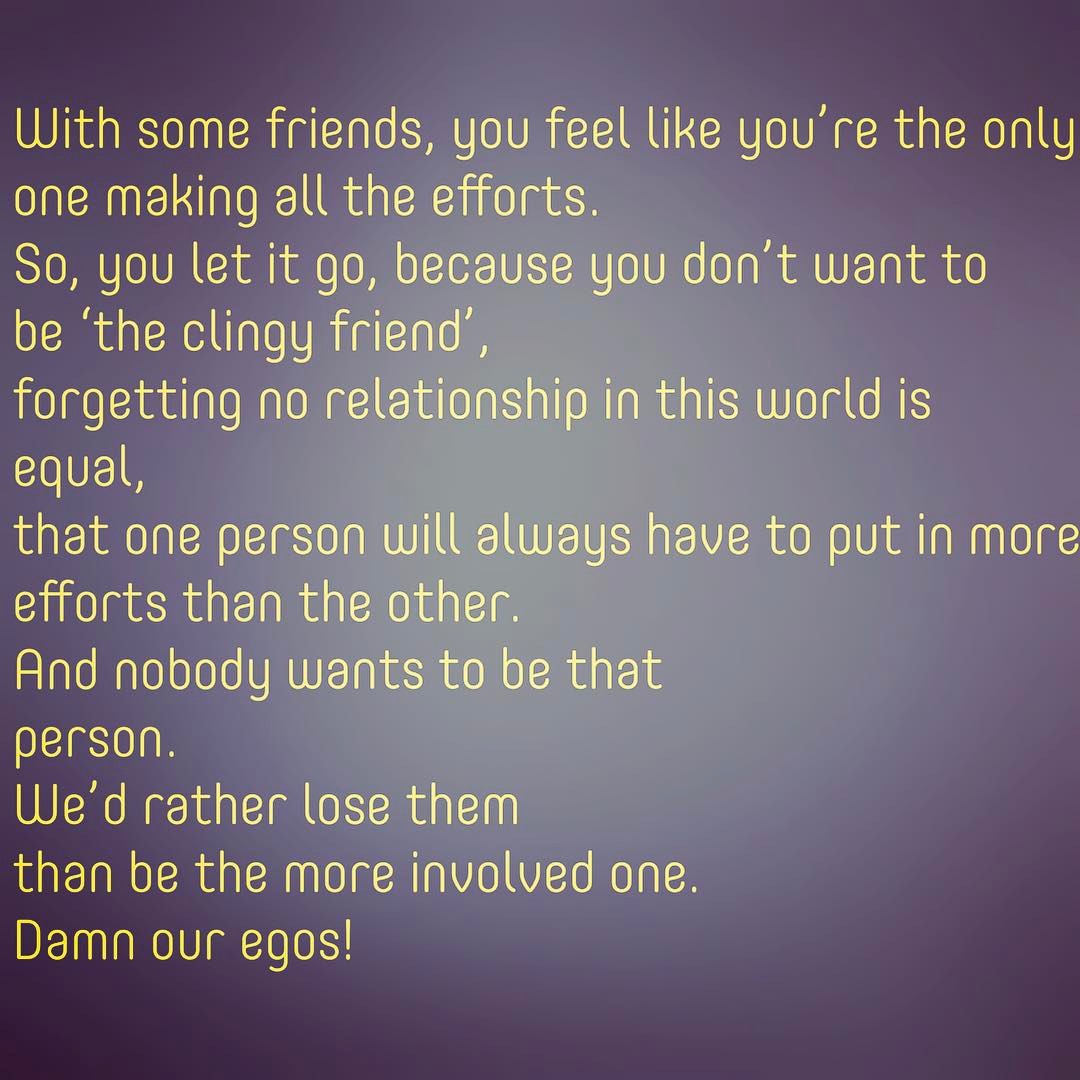 With some friends, you feel like you’re the only
one making all the efforts.
So, you let it go, because you don’t want to
be ‘the clingy friend’,
forgetting no relationship in this world is
equal,
that one person will always have to put in more
efforts than the other.
And nobody wants to be that
person.
We’d rather lose them
than be the more involved one.
Damn our egos!